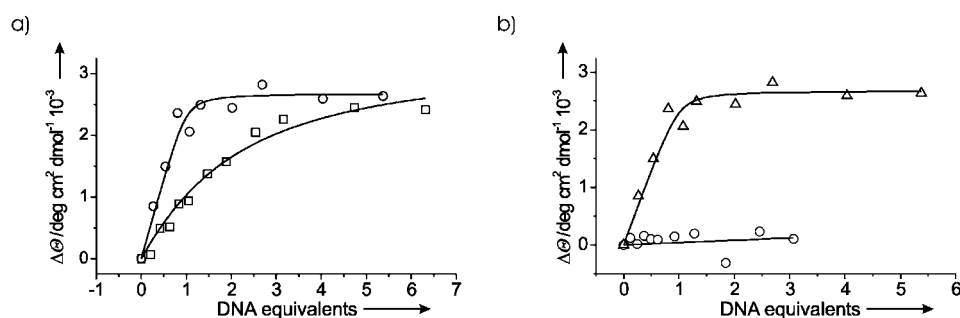 a)
b)
ΔΘ/deg cm² dmol⁻¹ 10⁻³
3
2
1
0
-1 0 1 2 3 4 5 6 7
DNA equivalents
ΔΘ/deg cm² dmol⁻¹ 10⁻³
3
2
1
0
0 1 2 3 4 5 6
DNA equivalents